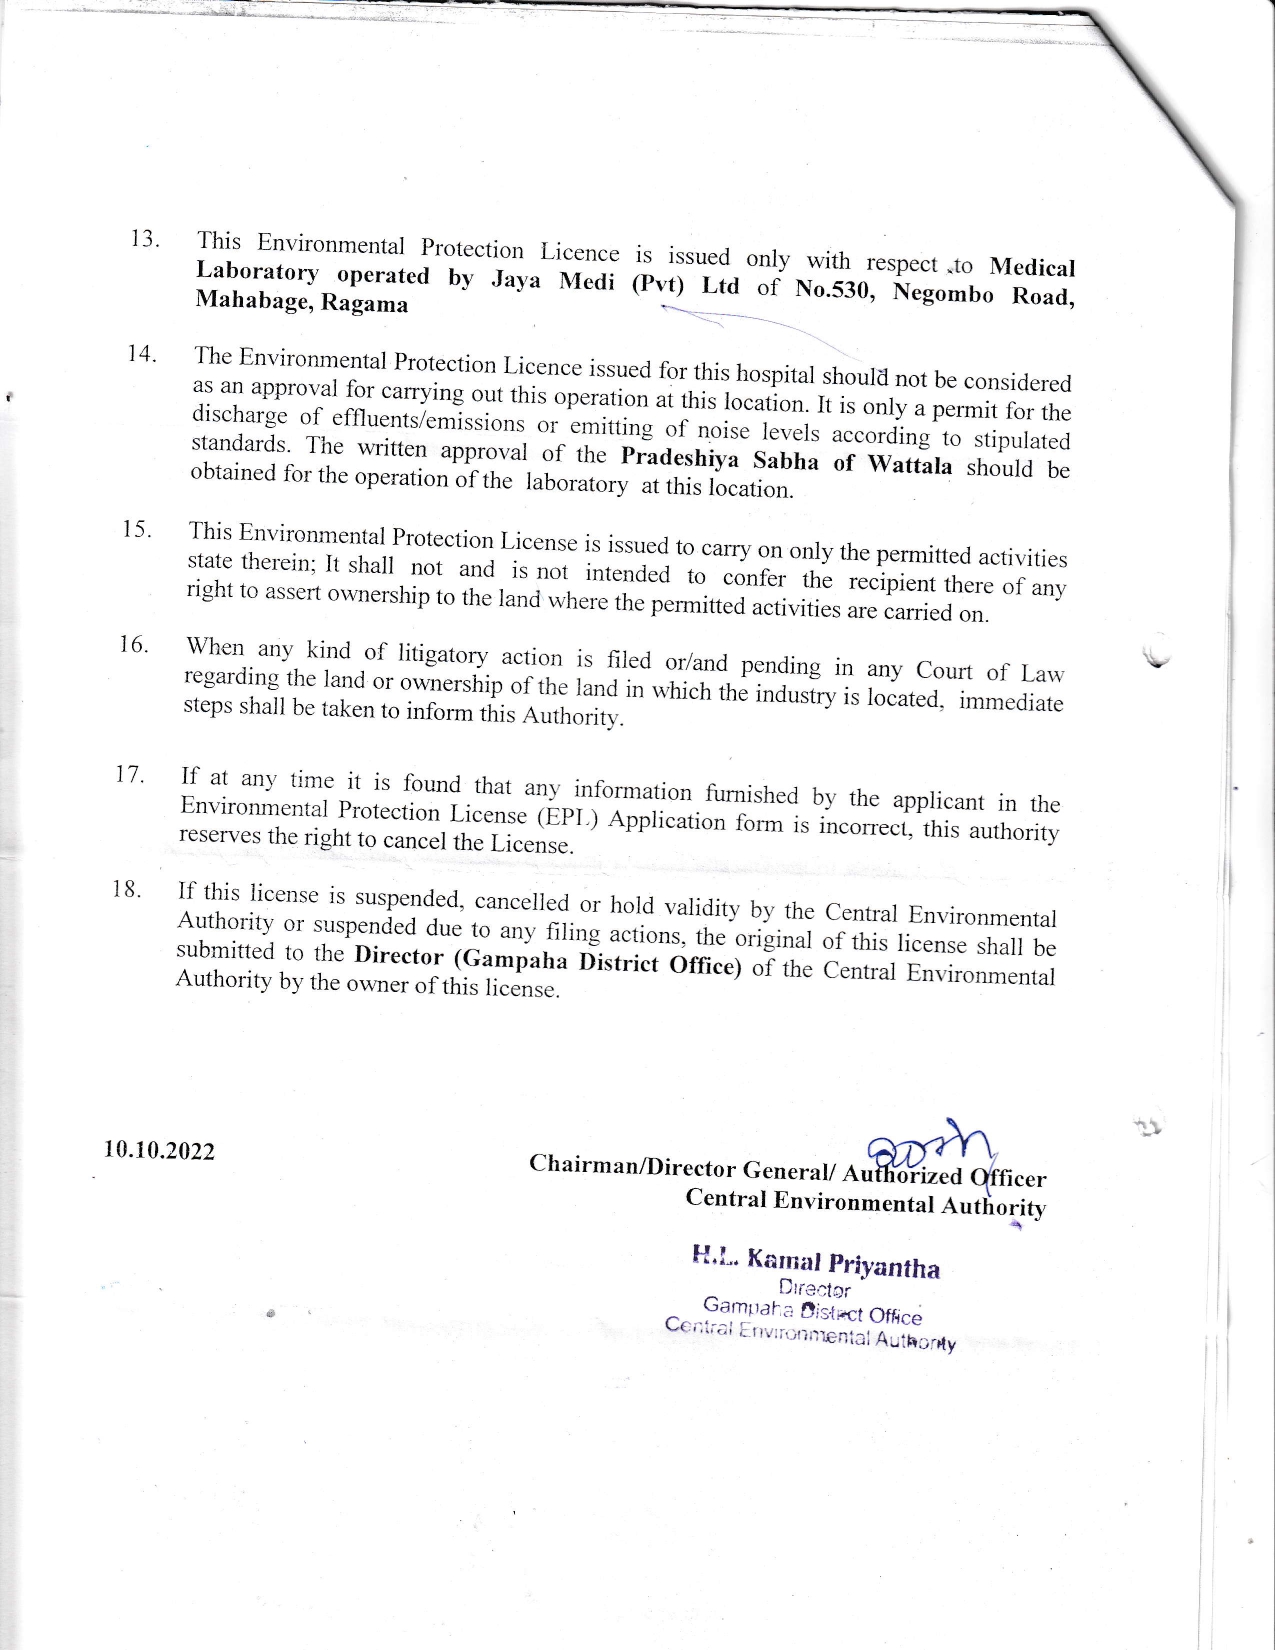 13. This Environmental Protection Licence is issued only with respect to Medical
Laboratory operated by Jaya Medi (Pvt) Ltd of No.530, Negombo Road,
Mahabage, Ragama
14. The Environmental Protection Licence issued for this hospital should not be considered
as an approval for carrying out this operation at this location. It is only a permit for the
discharge of effluents/emissions or emitting of noise levels according to stipulated
standards. The written approval of the Pradeshiya Sabha of Wattala should be
obtained for the operation of the laboratory at this location.
15. This Environmental Protection License is issued to carry on only the permitted activities
state therein; It shall not and is not intended to confer the recipient there of any
right to assert ownership to the land where the permitted activities are carried on.
16. When any kind of litigatory action is filed or/and pending in any Court of Law
regarding the land or ownership of the land in which the industry is located, immediate
steps shall be taken to inform this Authority.
17. If at any time it is found that any information furnished by the applicant in the
Environmental Protection License (EPL) Application form is incorrect, this authority
reserves the right to cancel the License.
18. If this license is suspended, cancelled or hold validity by the Central Environmental
Authority or suspended due to any filing actions, the original of this license shall be
submitted to the Director (Gampaha District Office) of the Central Environmental
Authority by the owner of this license.
10.10.2022
Chairman/Director General/ Authorized Officer
Central Environmental Authority
H.L. Kamal Priyantha
Director
Gampaha District Office
Central Environmental Authority